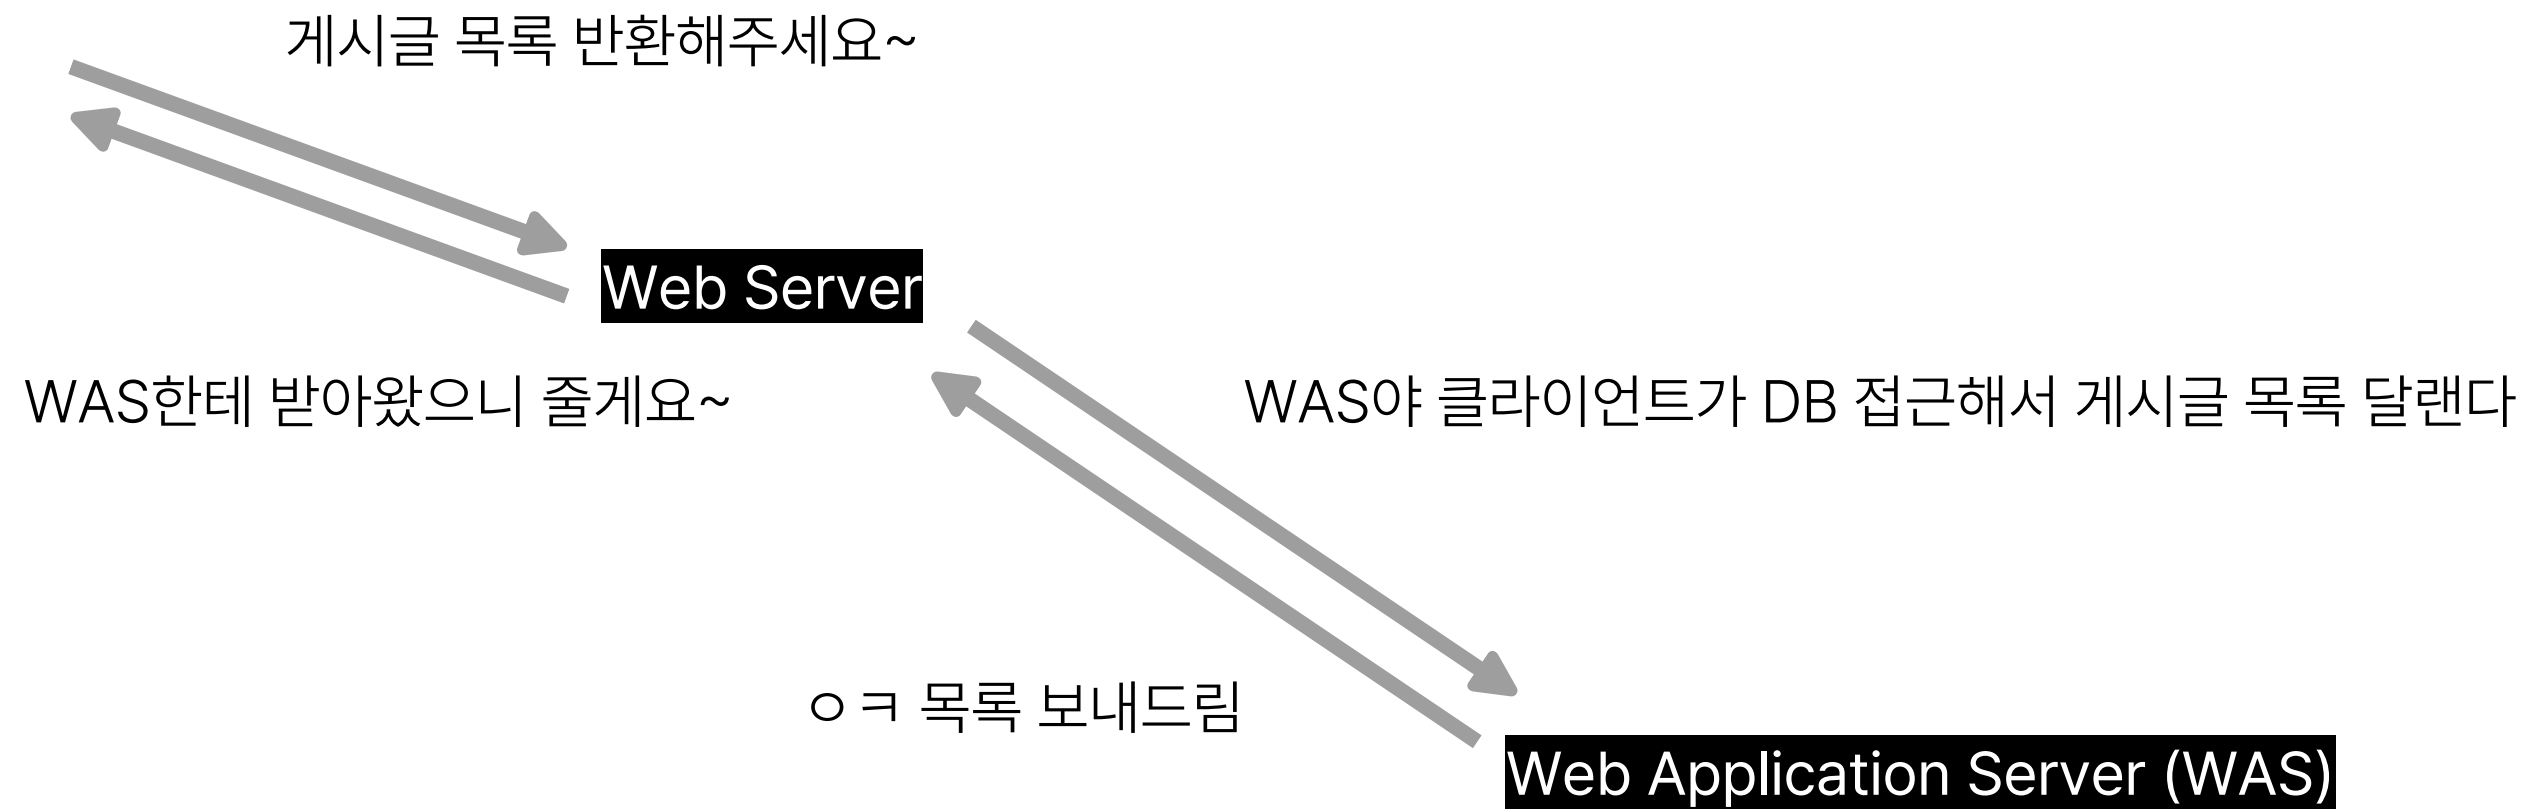 게시글 목록 반환해주세요~
Web Server
WAS한테 받아왔으니 줄게요~
WAS야 클라이언트가 DB 접근해서 게시글 목록 달랜다
ㅇㅋ 목록 보내드림
Web Application Server (WAS)